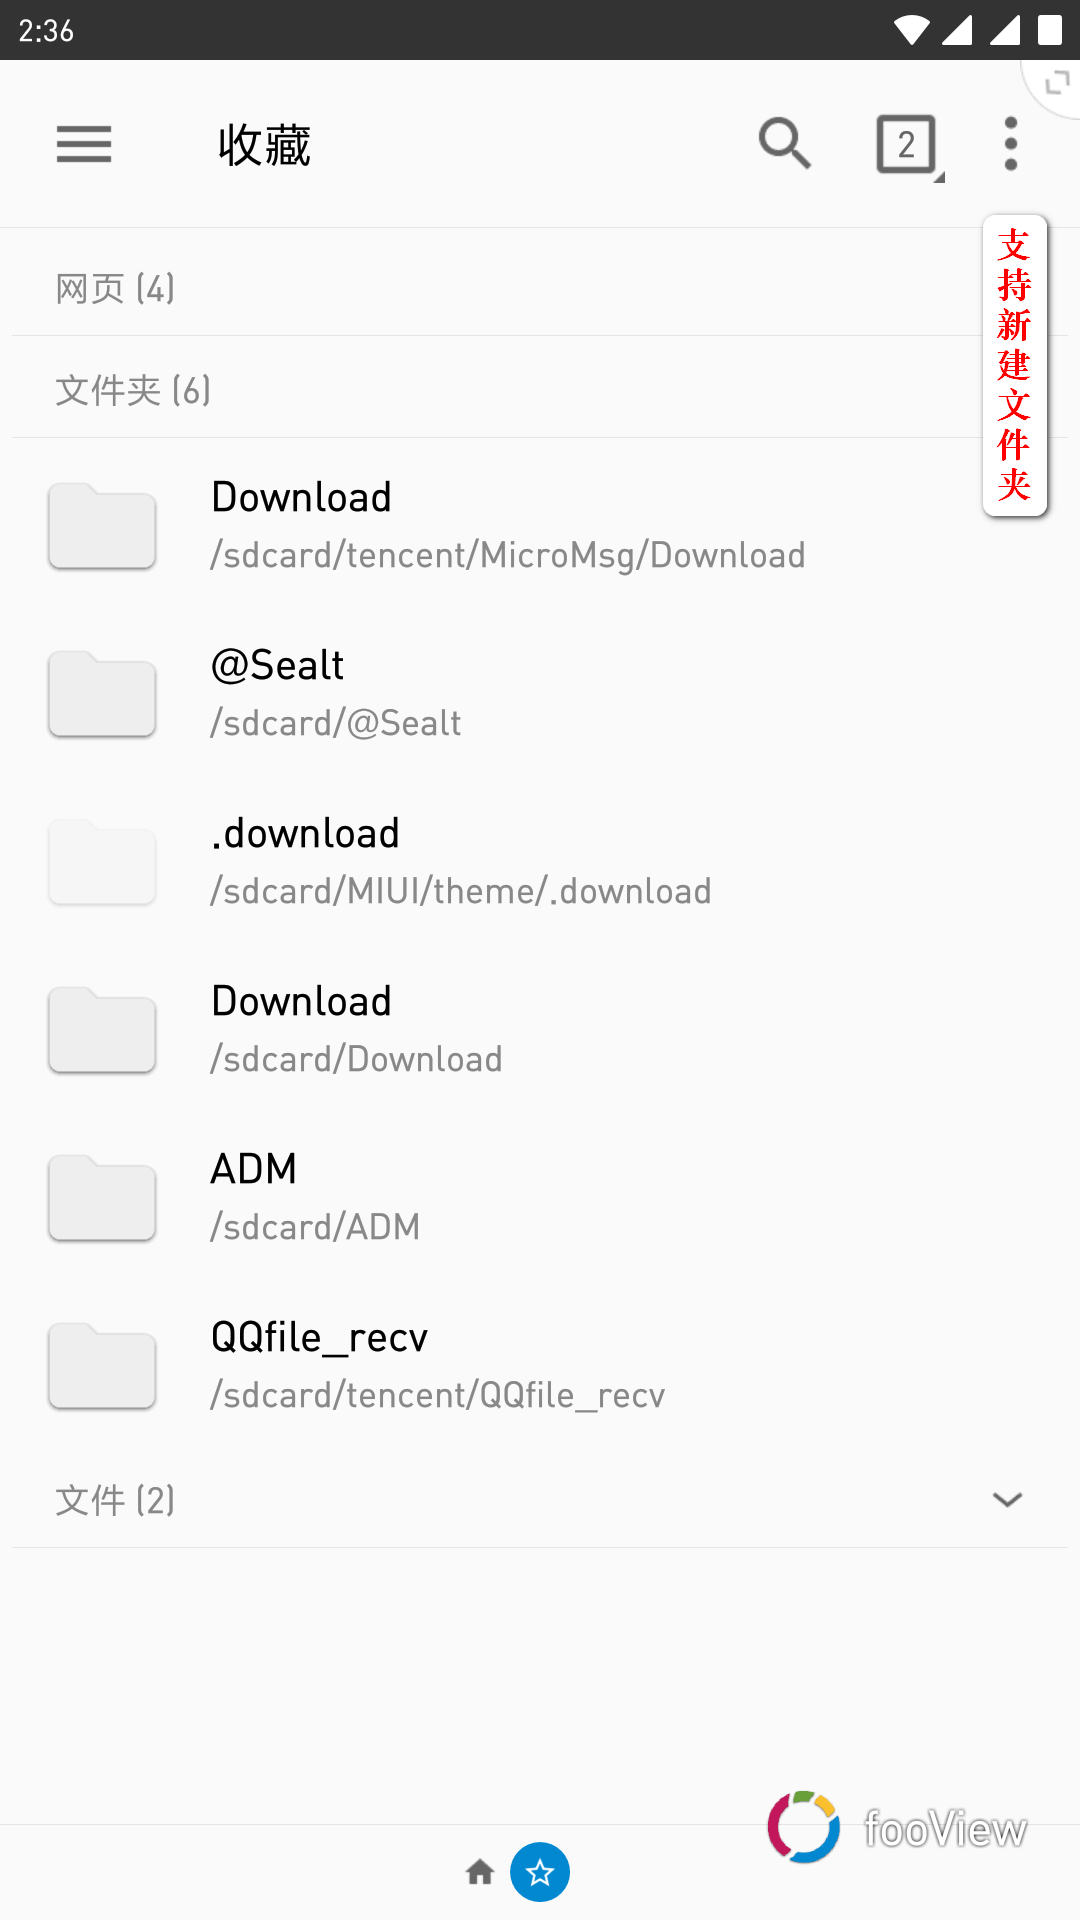 2:36
收藏
2
支持新建文件夹
网页 (4)
文件夹 (6)
Download
/sdcard/tencent/MicroMsg/Download
@Sealt
/sdcard/@Sealt
.download
/sdcard/MIUI/theme/.download
Download
/sdcard/Download
ADM
/sdcard/ADM
QQfile_recv
/sdcard/tencent/QQfile_recv
文件 (2)
fooView